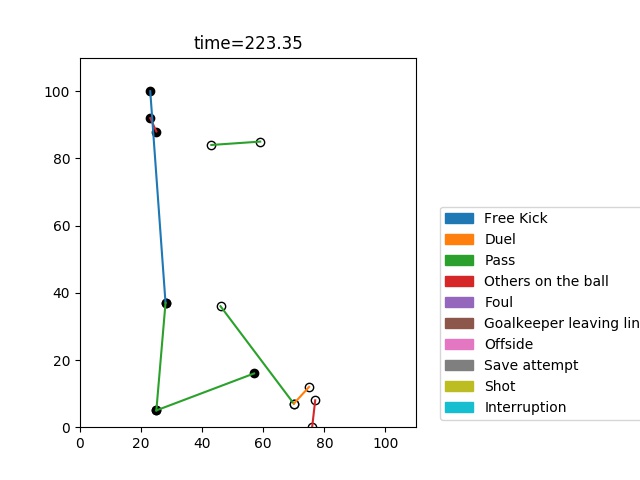 time=223.35
100
80
60
40
20
0
0 20 40 60 80 100
Free Kick
Duel
Pass
Others on the ball
Foul
Goalkeeper leaving lin
Offside
Save attempt
Shot
Interruption